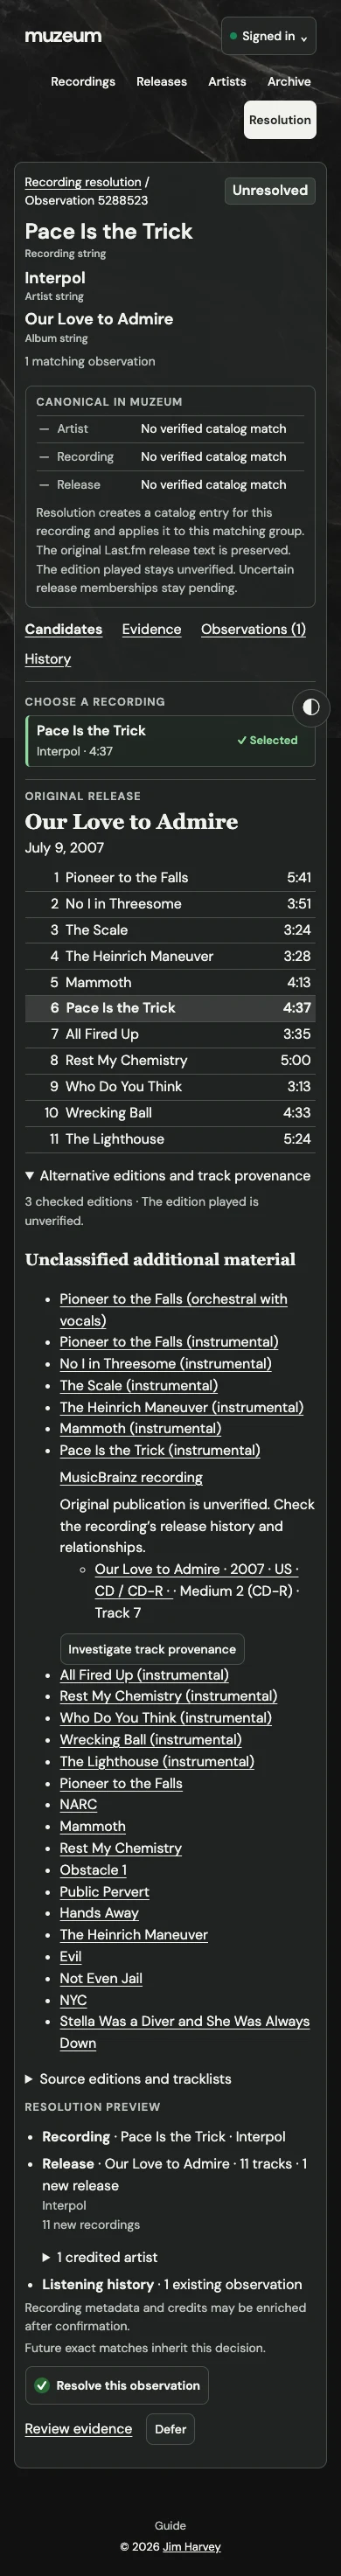 muzeum
Signed in
Recordings Releases Artists Archive
Resolution
Recording resolution /
Observation 5288523
Unresolved
Pace Is the Trick
Recording string
Interpol
Artist string
Our Love to Admire
Album string
1 matching observation
CANONICAL IN MUZEUM
— Artist No verified catalog match
— Recording No verified catalog match
— Release No verified catalog match
Resolution creates a catalog entry for this
recording and applies it to this matching group.
The original Last.fm release text is preserved.
The edition played stays unverified. Uncertain
release memberships stay pending.
Candidates Evidence Observations (1)
History
CHOOSE A RECORDING
Pace Is the Trick
Interpol · 4:37
✓ Selected
ORIGINAL RELEASE
Our Love to Admire
July 9, 2007
1 Pioneer to the Falls 5:41
2 No I in Threesome 3:51
3 The Scale 3:24
4 The Heinrich Maneuver 3:28
5 Mammoth 4:13
6 Pace Is the Trick 4:37
7 All Fired Up 3:35
8 Rest My Chemistry 5:00
9 Who Do You Think 3:13
10 Wrecking Ball 4:33
11 The Lighthouse 5:24
▼ Alternative editions and track provenance
3 checked editions · The edition played is
unverified.
Unclassified additional material
• Pioneer to the Falls (orchestral with
vocals)
• Pioneer to the Falls (instrumental)
• No I in Threesome (instrumental)
• The Scale (instrumental)
• The Heinrich Maneuver (instrumental)
• Mammoth (instrumental)
• Pace Is the Trick (instrumental)
MusicBrainz recording
Original publication is unverified. Check
the recording’s release history and
relationships.
◦ Our Love to Admire · 2007 · US ·
CD / CD-R · · Medium 2 (CD-R) ·
Track 7
Investigate track provenance
• All Fired Up (instrumental)
• Rest My Chemistry (instrumental)
• Who Do You Think (instrumental)
• Wrecking Ball (instrumental)
• The Lighthouse (instrumental)
• Pioneer to the Falls
• NARC
• Mammoth
• Rest My Chemistry
• Obstacle 1
• Public Pervert
• Hands Away
• The Heinrich Maneuver
• Evil
• Not Even Jail
• NYC
• Stella Was a Diver and She Was Always
Down
▶ Source editions and tracklists
RESOLUTION PREVIEW
• Recording · Pace Is the Trick · Interpol
• Release · Our Love to Admire · 11 tracks · 1
new release
Interpol
11 new recordings
▶ 1 credited artist
• Listening history · 1 existing observation
Recording metadata and credits may be enriched
after confirmation.
Future exact matches inherit this decision.
Resolve this observation
Review evidence Defer
Guide
© 2026 Jim Harvey